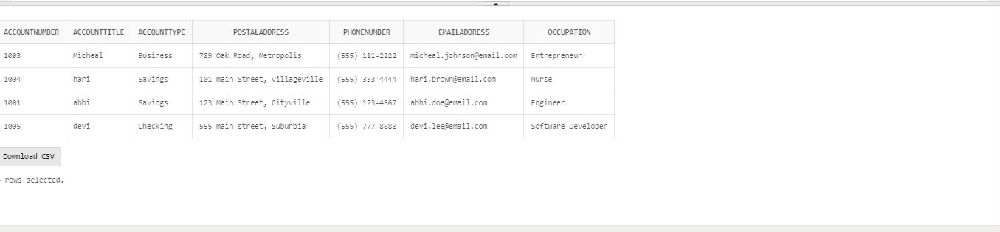 ACCOUNTNUMBER ACCOUNTTITLE ACCOUNTTYPE POSTALADDRESS PHONENUMBER EMAILADDRESS OCCUPATION
1003 Micheal Business 789 Oak Road, Metropolis (555) 111-2222 micheal.johnson@email.com Entrepreneur
1004 hari Savings 101 main Street, Villageville (555) 333-4444 hari.brown@email.com Nurse
1001 abhi Savings 123 Main Street, Cityville (555) 123-4567 abhi.doe@email.com Engineer
1005 devi Checking 555 main street, Suburbia (555) 777-8888 devi.lee@email.com Software Developer
Download CSV
rows selected.